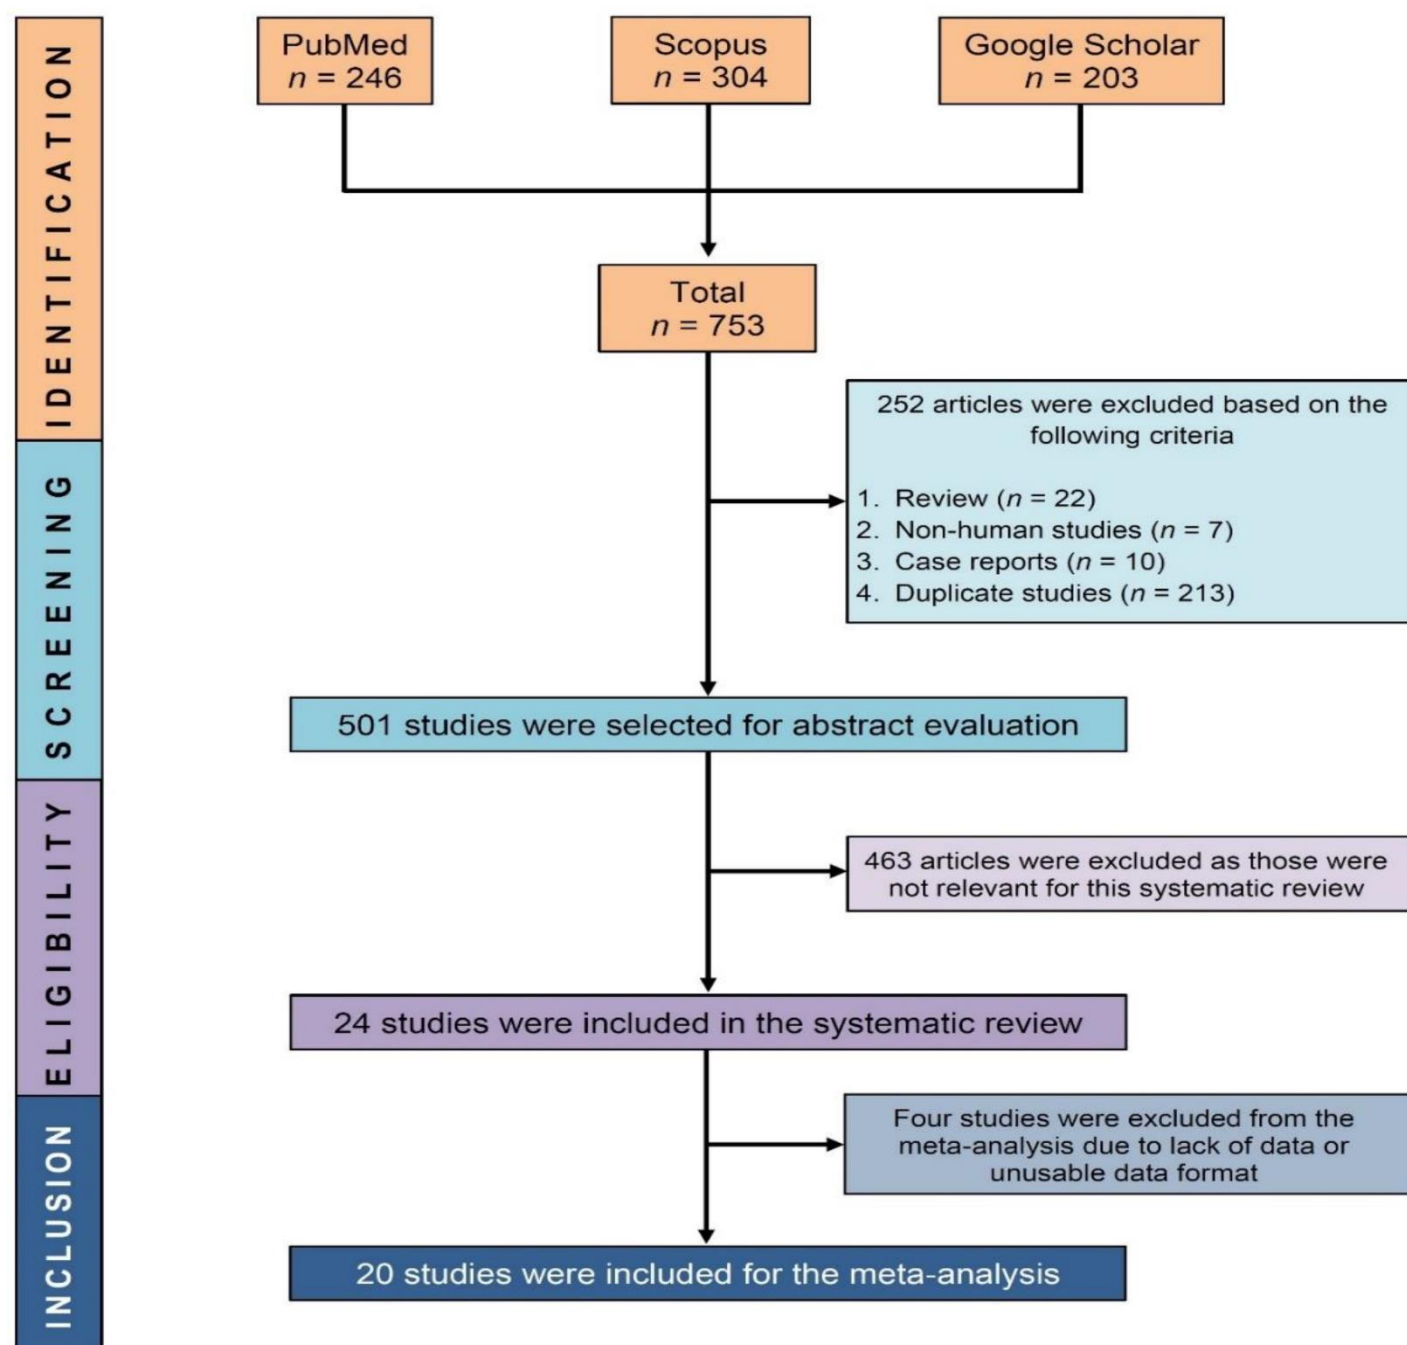 PubMed
n = 246
Scopus
n = 304
Google Scholar
n = 203
IDENTIFICATION
Total
n = 753
252 articles were excluded based on the
following criteria
1. Review (n = 22)
2. Non-human studies (n = 7)
3. Case reports (n = 10)
4. Duplicate studies (n = 213)
SCREENING
501 studies were selected for abstract evaluation
463 articles were excluded as those were
not relevant for this systematic review
ELIGIBILITY
24 studies were included in the systematic review
Four studies were excluded from the
meta-analysis due to lack of data or
unusable data format
INCLUSION
20 studies were included for the meta-analysis